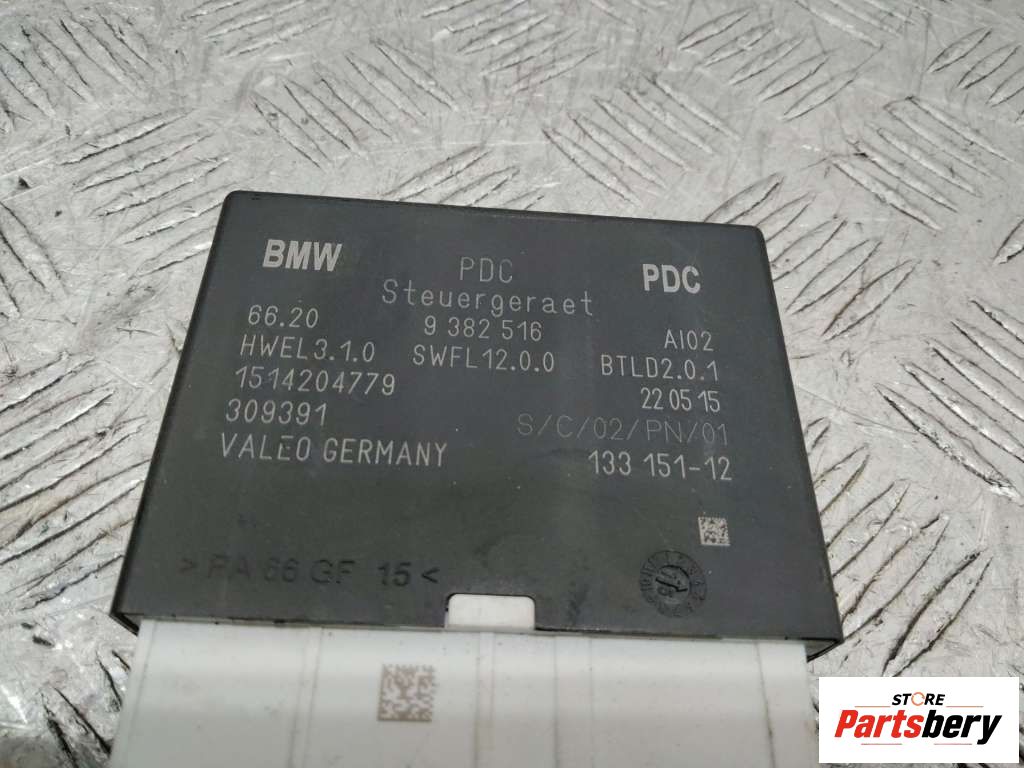 BMW PDC PDC
Steuergeraet
66.20 9 382 516 AI02
HWEL3.1.0 SWFL12.0.0 BTLD2.0.1
1514204779 22 05 15
309391 S/C/02/PN/01
VALEO GERMANY 133 151-12
>PA 66 GF 15<
STORE
Partsbery